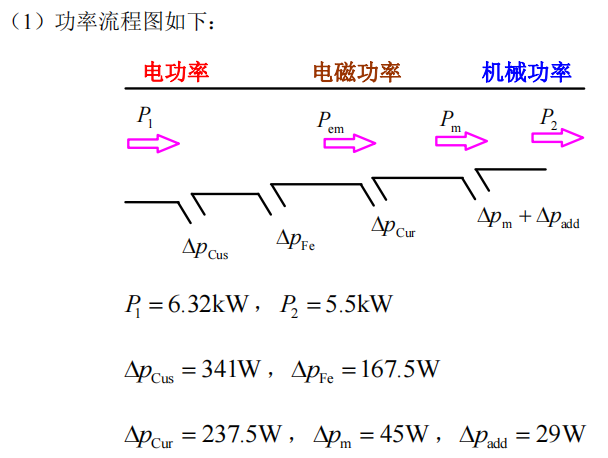 （1）功率流程图如下：
电功率 电磁功率 机械功率
P₁ Pem Pm P₂
ΔpCus ΔpFe ΔpCur Δpm + Δpadd
P₁ = 6.32kW，P₂ = 5.5kW
ΔpCus = 341W，ΔpFe = 167.5W
ΔpCur = 237.5W，Δpm = 45W，Δpadd = 29W